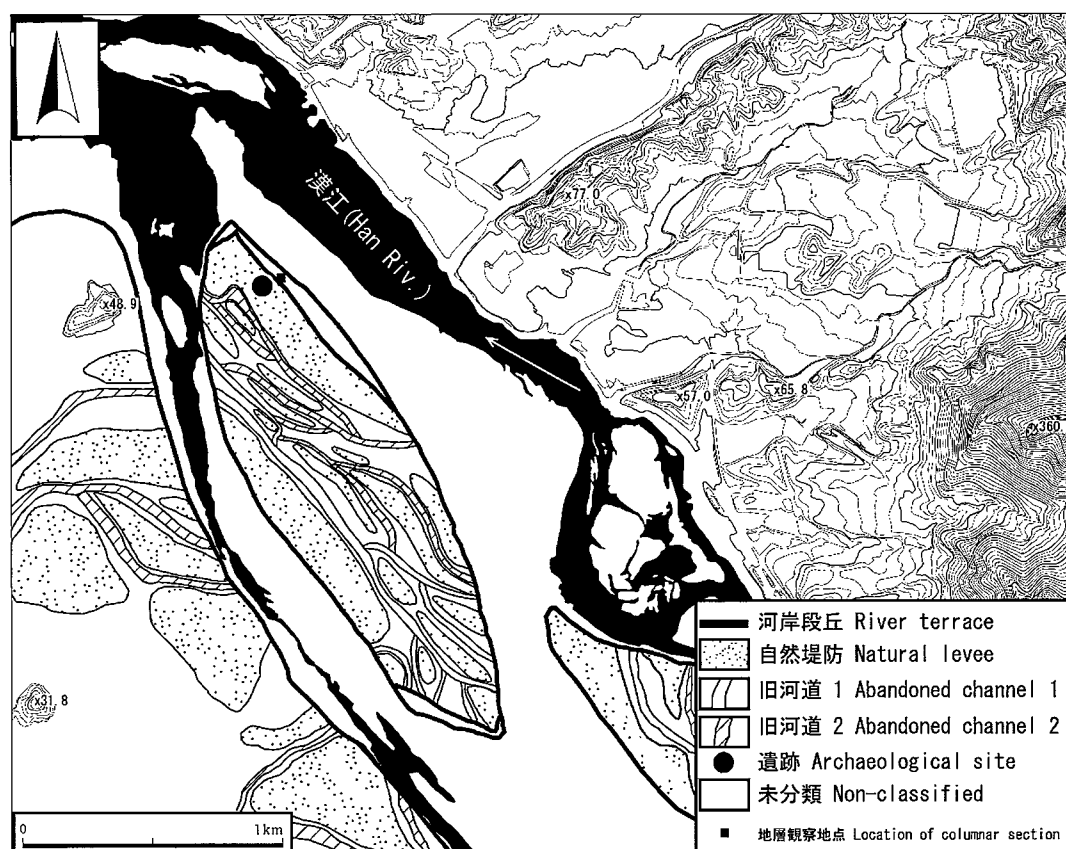 漢江(Han Riv.)
x77.0
x48.9
x57.0
x65.8
x360
x31.8
河岸段丘 River terrace
自然堤防 Natural levee
旧河道 1 Abandoned channel 1
旧河道 2 Abandoned channel 2
遺跡 Archaeological site
未分類 Non-classified
地層観察地点 Location of columnar section
0 1km